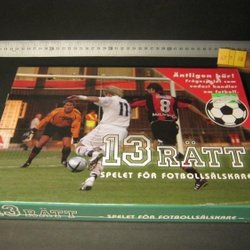 Äntligen här!
Frågespelet som
endast handlar
om fotboll
11
8
13 RÄTT
SPELET FÖR FOTBOLLSÄLSKARE
13 RÄTT
SPELET FÖR FOTBOLLSÄLSKARE